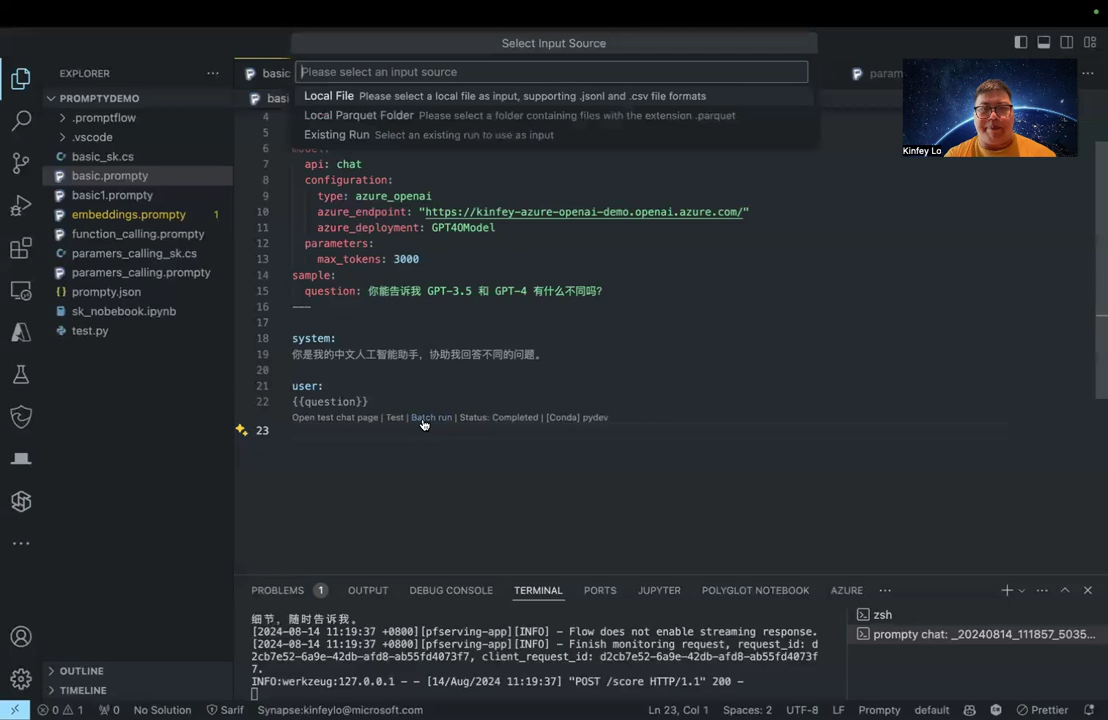 Select Input Source
Please select an input source
Local File Please select a local file as input, supporting .jsonl and .csv file formats
Local Parquet Folder Please select a folder containing files with the extension .parquet
Existing Run Select an existing run to use as input
Kinfey Lo
EXPLORER
PROMPTYDEMO
.promptflow
.vscode
basic_sk.cs
basic.prompty
basic1.prompty
embeddings.prompty 1
function_calling.prompty
paramers_calling_sk.cs
paramers_calling.prompty
prompty.json
sk_nobebook.ipynb
test.py
OUTLINE
TIMELINE
basic
param
basi
4
5
6
7 api: chat
8 configuration:
9 type: azure_openai
10 azure_endpoint: "https://kinfey-azure-openai-demo.openai.azure.com/"
11 azure_deployment: GPT4OModel
12 parameters:
13 max_tokens: 3000
14 sample:
15 question: 你能告诉我 GPT-3.5 和 GPT-4 有什么不同吗?
16 ---
17
18 system:
19 你是我的中文人工智能助手，协助我回答不同的问题。
20
21 user:
22 {{question}}
Open test chat page | Test | Batch run | Status: Completed | [Conda] pydev
23
PROBLEMS 1 OUTPUT DEBUG CONSOLE TERMINAL PORTS JUPYTER POLYGLOT NOTEBOOK AZURE
细节，随时告诉我。
[2024-08-14 11:19:37 +0800][pfserving-app][INFO] - Flow does not enable streaming response.
[2024-08-14 11:19:37 +0800][pfserving-app][INFO] - Finish monitoring request, request_id: d
2cb7e52-6a9e-42db-afd8-ab55fd4073f7, client_request_id: d2cb7e52-6a9e-42db-afd8-ab55fd4073f
7.
INFO:werkzeug:127.0.0.1 - - [14/Aug/2024 11:19:37] "POST /score HTTP/1.1" 200 -
zsh
prompty chat: _20240814_111857_5035...
0 1 0 No Solution Sarif Synapse:kinfeylo@microsoft.com Ln 23, Col 1 Spaces: 2 UTF-8 LF Prompty default Prettier